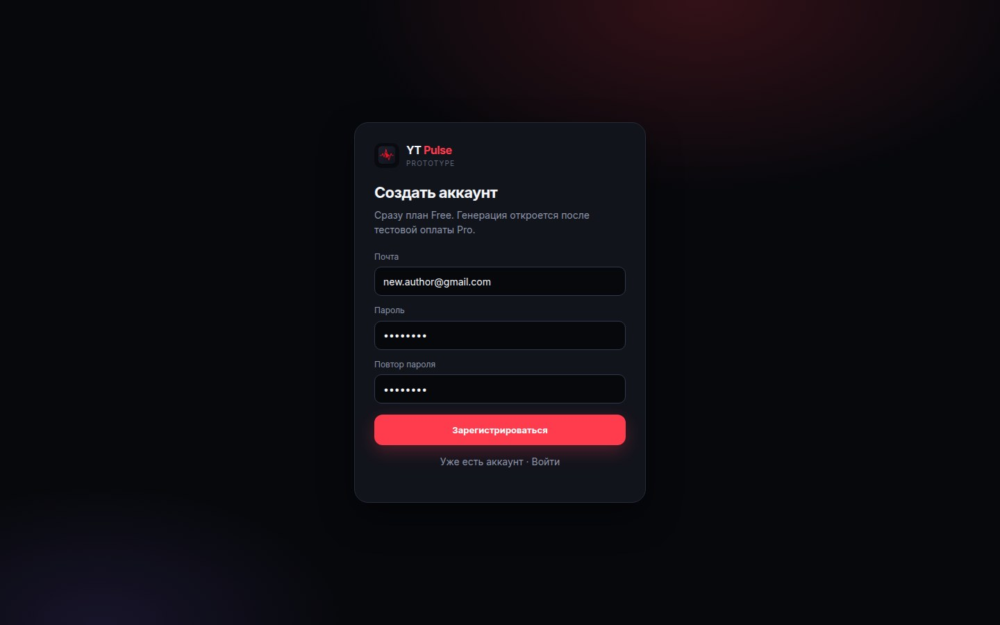 YT Pulse
PROTOTYPE
Создать аккаунт
Сразу план Free. Генерация откроется после
тестовой оплаты Pro.
Почта
new.author@gmail.com
Пароль
••••••••
Повтор пароля
••••••••
Зарегистрироваться
Уже есть аккаунт · Войти